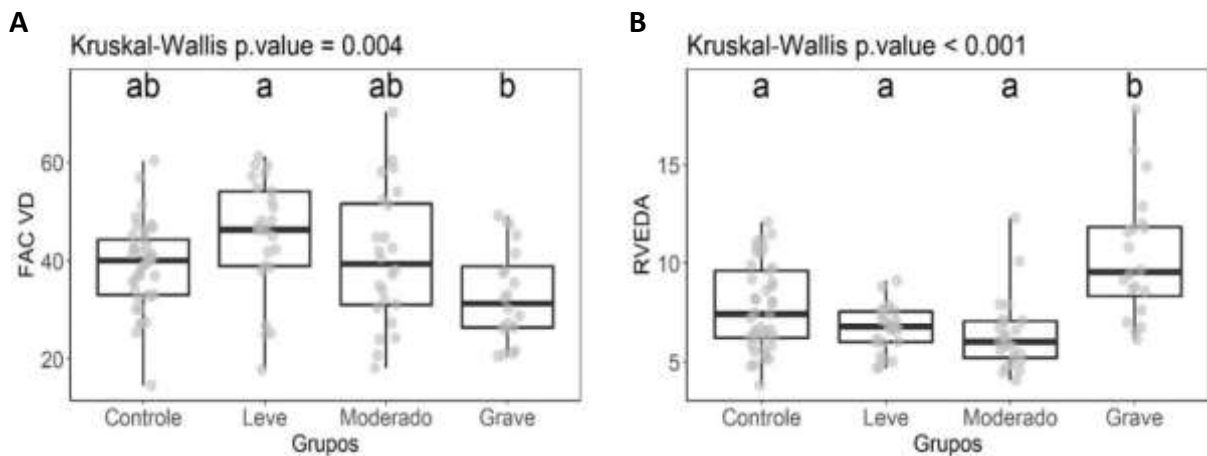 A
Kruskal-Wallis p.value = 0.004
ab a ab b
60
40
20
FAC VD
Controle Leve Moderado Grave
Grupos
B
Kruskal-Wallis p.value < 0.001
a a a b
15
10
5
RVEDA
Controle Leve Moderado Grave
Grupos